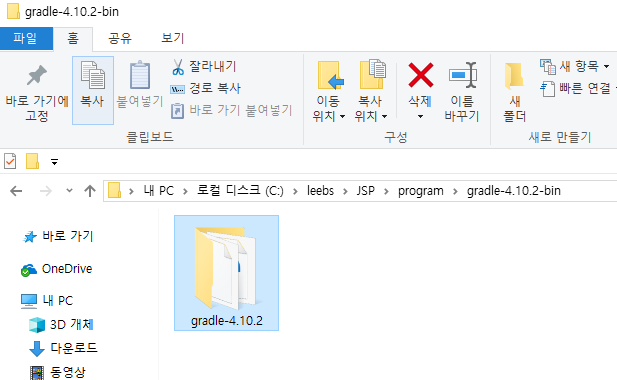 gradle-4.10.2-bin
파일 홈 공유 보기
바로 가기에
고정
복사
붙여넣기
잘라내기
경로 복사
바로 가기 붙여넣기
클립보드
이동
위치
복사
위치
삭제
이름
바꾸기
구성
새
폴더
새 항목
빠른 연결
새로 만들기
내 PC > 로컬 디스크 (C:) > leebs > JSP > program > gradle-4.10.2-bin
바로 가기
OneDrive
내 PC
3D 개체
다운로드
동영상
gradle-4.10.2